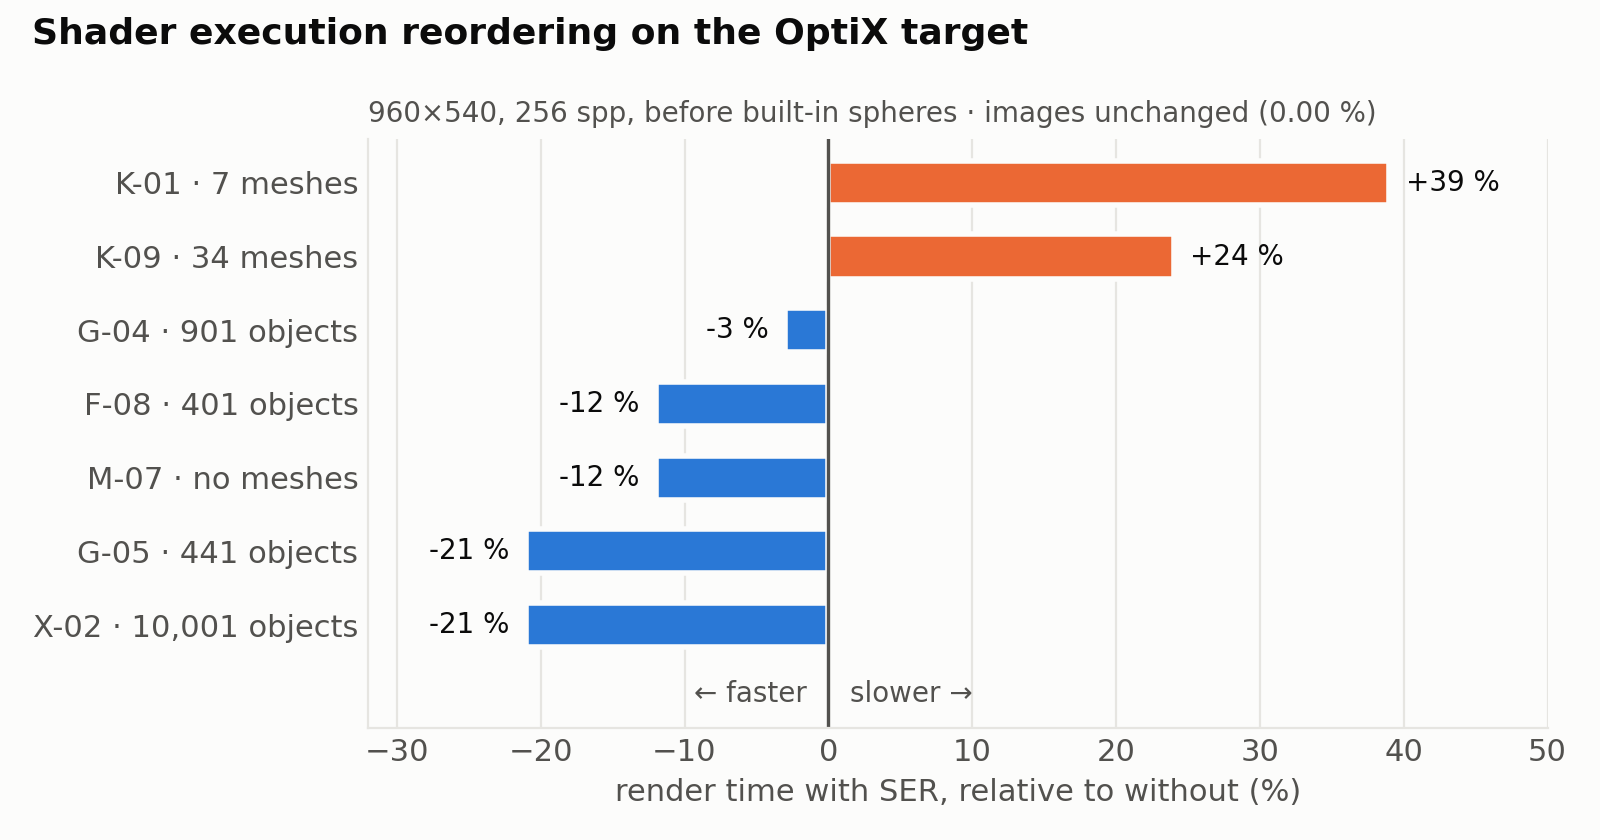 Shader execution reordering on the OptiX target
960×540, 256 spp, before built-in spheres · images unchanged (0.00 %)
K-01 · 7 meshes
+39 %
K-09 · 34 meshes
+24 %
G-04 · 901 objects
-3 %
F-08 · 401 objects
-12 %
M-07 · no meshes
-12 %
G-05 · 441 objects
-21 %
X-02 · 10,001 objects
-21 %
← faster
slower →
−30
−20
−10
0
10
20
30
40
50
render time with SER, relative to without (%)